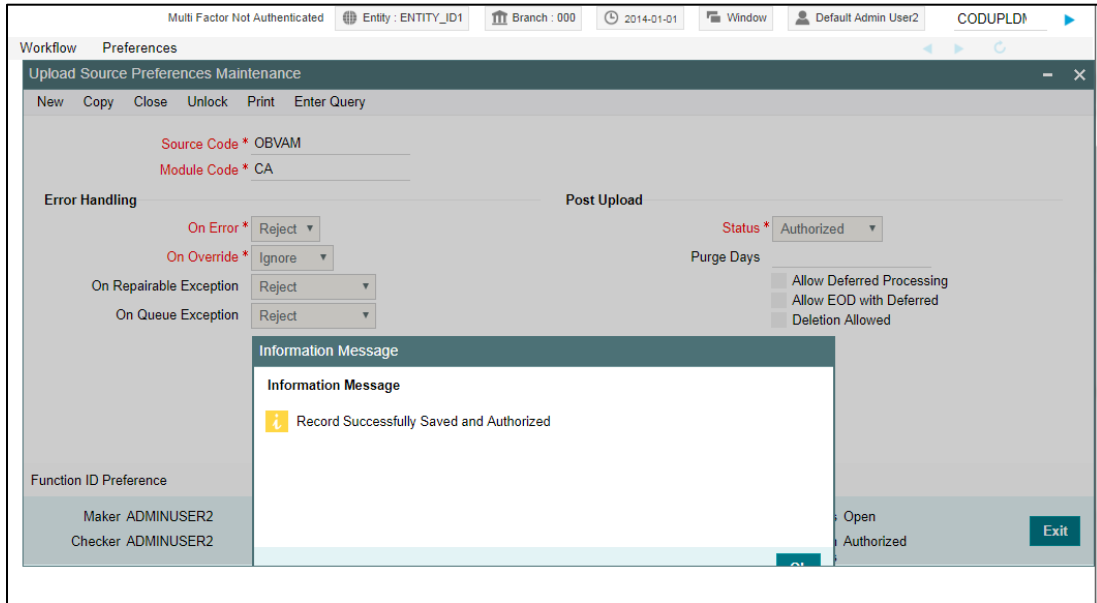 Multi Factor Not Authenticated Entity : ENTITY_ID1 Branch : 000 2014-01-01 Window Default Admin User2
Workflow Preferences
Upload Source Preferences Maintenance
New Copy Close Unlock Print Enter Query
Source Code * OBVAM
Module Code * CA
Error Handling Post Upload
On Error * Reject Status * Authorized
On Override * Ignore Purge Days
On Repairable Exception Reject Allow Deferred Processing
Allow EOD with Deferred
On Queue Exception Reject Deletion Allowed
Information Message
Information Message
i Record Successfully Saved and Authorized
Function ID Preference
Maker ADMINUSER2 Open
Checker ADMINUSER2 Authorized
Exit